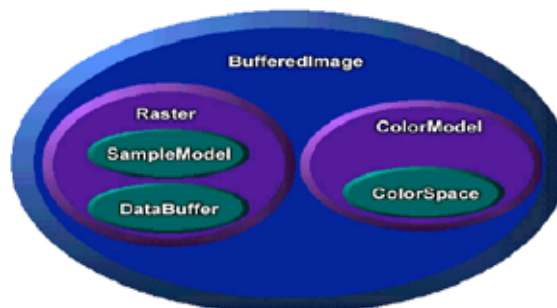 BufferedImage
Raster
ColorModel
SampleModel
ColorSpace
DataBuffer